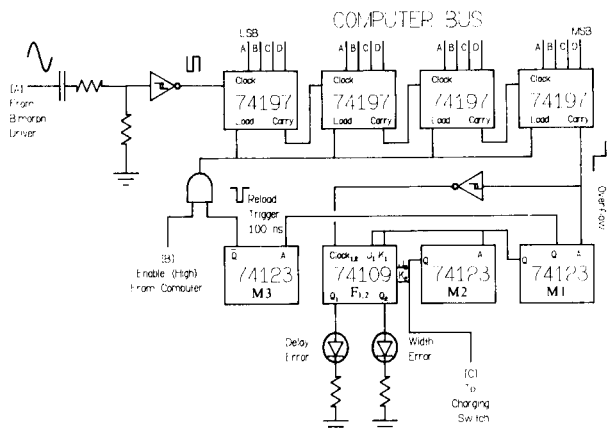 COMPUTER BUS
LSB
MSB
A B C D
A B C D
A B C D
A B C D
Clock
74197
Load Carry
Clock
74197
Load Carry
Clock
74197
Load Carry
Clock
74197
Load Carry
(A)
From
Bimorph
Driver
Reload
Trigger
100 ns
Overflow
(B)
Enable (High)
From Computer
Q̅ A
74123
M3
Clock1,2 J1 K1
74109
F1,2
Q1 Q2
J2
K2
Q A
74123
M2
Q Q A
74123
M1
Delay
Error
Width
Error
(C)
To
Charging
Switch